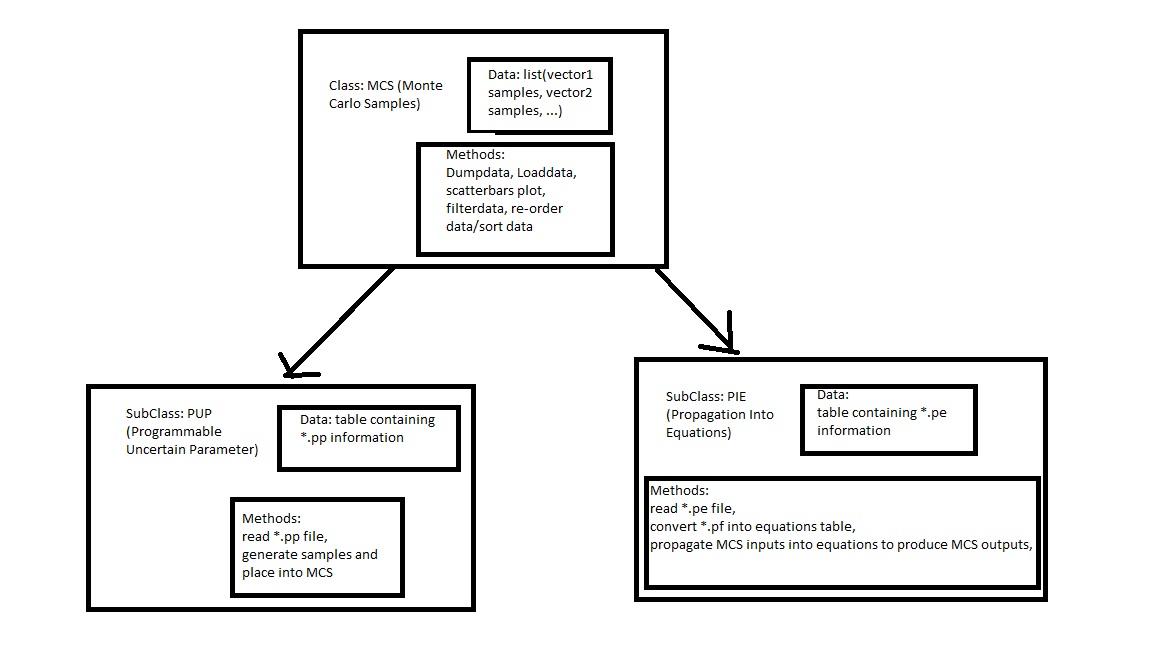 Class: MCS (Monte
Carlo Samples)
Data: list(vector1
samples, vector2
samples, ...)
Methods:
Dumpdata, Loaddata,
scatterbars plot,
filterdata, re-order
data/sort data
SubClass: PUP
(Programmable
Uncertain Parameter)
Data: table containing
*.pp information
Methods:
read *.pp file,
generate samples and
place into MCS
SubClass: PIE
(Propagation Into
Equations)
Data:
table containing *.pe
information
Methods:
read *.pe file,
convert *.pf into equations table,
propagate MCS inputs into equations to produce MCS outputs,